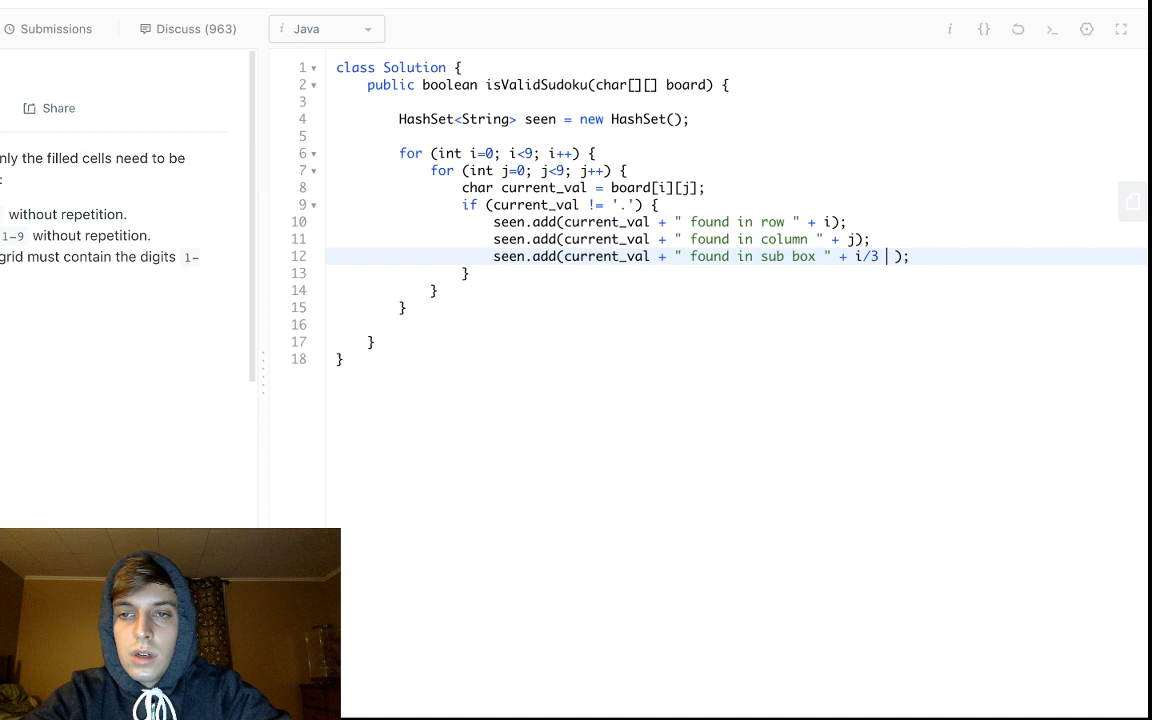 Submissions
Discuss (963)
i Java
i {} >_
Share
nly the filled cells need to be
:
without repetition.
1-9 without repetition.
grid must contain the digits 1-
1 class Solution {
2 public boolean isValidSudoku(char[][] board) {
3
4 HashSet<String> seen = new HashSet();
5
6 for (int i=0; i<9; i++) {
7 for (int j=0; j<9; j++) {
8 char current_val = board[i][j];
9 if (current_val != '.') {
10 seen.add(current_val + " found in row " + i);
11 seen.add(current_val + " found in column " + j);
12 seen.add(current_val + " found in sub box " + i/3 );
13 }
14 }
15 }
16
17 }
18 }